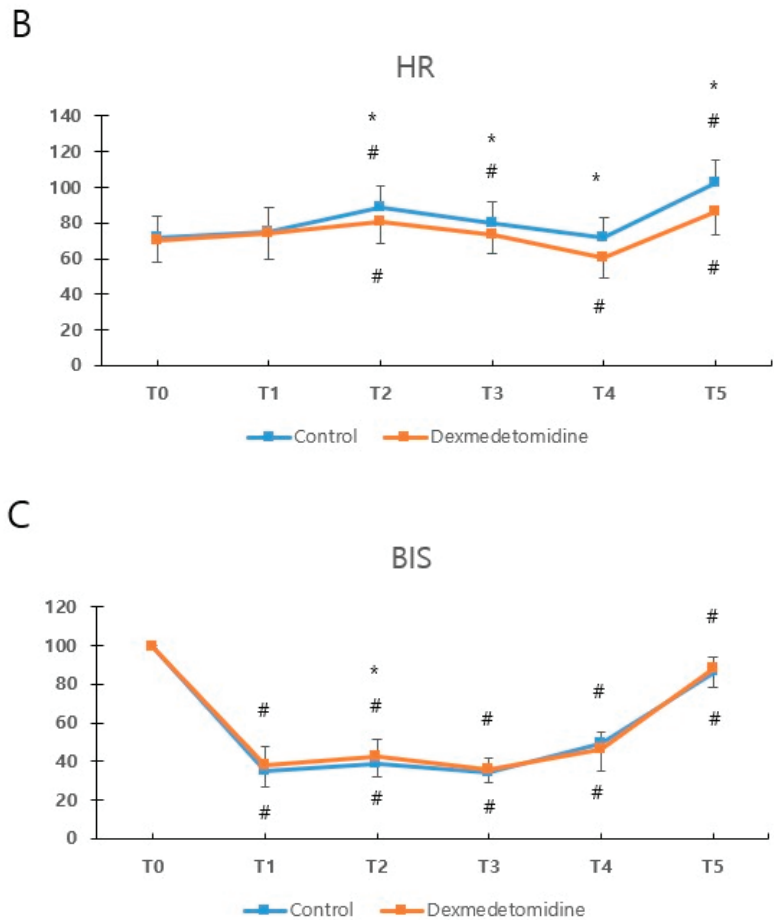 B
HR
140
120
100
80
60
40
20
0
* * * *
# # #
# # #
T0 T1 T2 T3 T4 T5
Control Dexmedetomidine
C
BIS
120
100
80
60
40
20
0
*
# # # # #
# # # # #
T0 T1 T2 T3 T4 T5
Control Dexmedetomidine